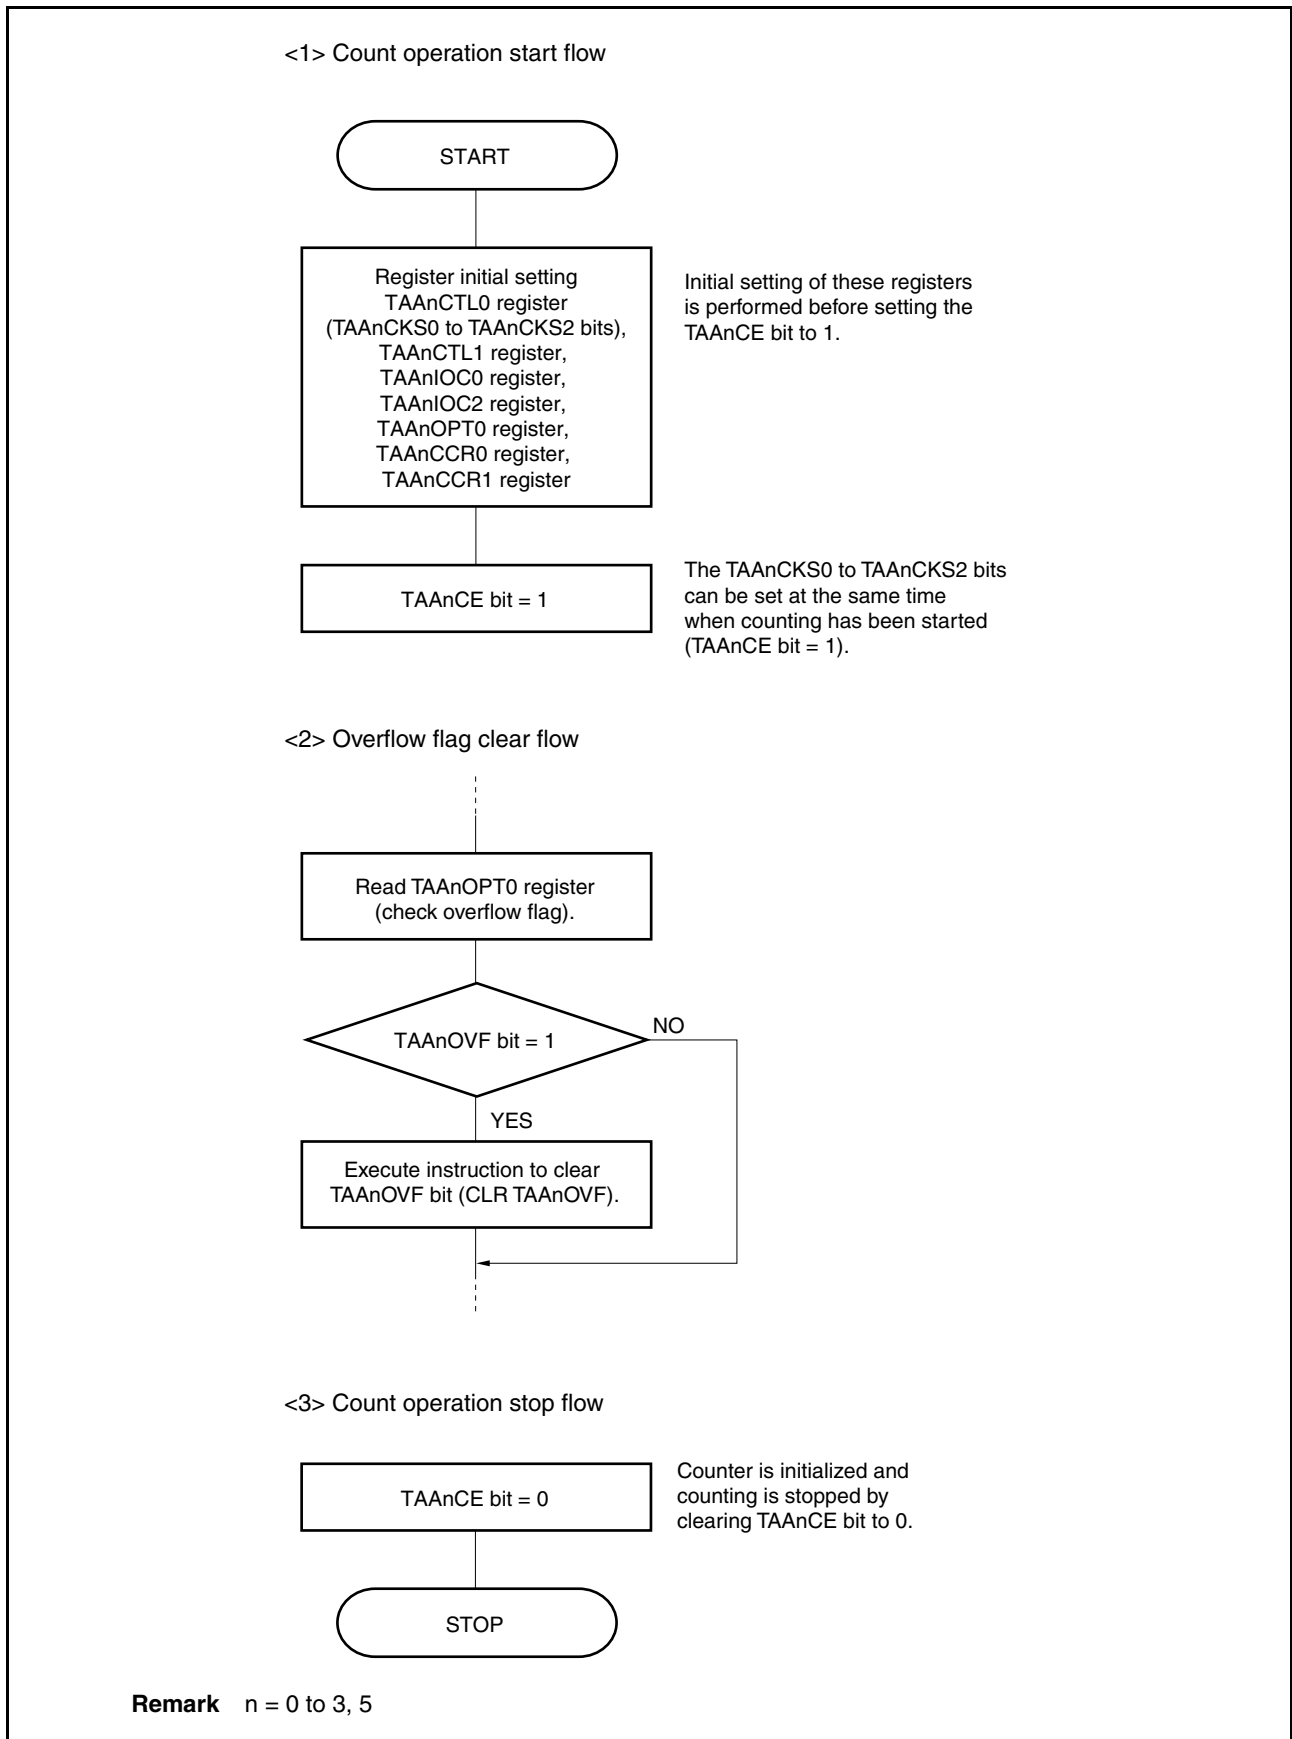 <1> Count operation start flow
START
Register initial setting
TAAnCTL0 register
(TAAnCKS0 to TAAnCKS2 bits),
TAAnCTL1 register,
TAAnIOC0 register,
TAAnIOC2 register,
TAAnOPT0 register,
TAAnCCR0 register,
TAAnCCR1 register
Initial setting of these registers
is performed before setting the
TAAnCE bit to 1.
TAAnCE bit = 1
The TAAnCKS0 to TAAnCKS2 bits
can be set at the same time
when counting has been started
(TAAnCE bit = 1).
<2> Overflow flag clear flow
Read TAAnOPT0 register
(check overflow flag).
TAAnOVF bit = 1
NO
YES
Execute instruction to clear
TAAnOVF bit (CLR TAAnOVF).
<3> Count operation stop flow
TAAnCE bit = 0
Counter is initialized and
counting is stopped by
clearing TAAnCE bit to 0.
STOP
Remark n = 0 to 3, 5